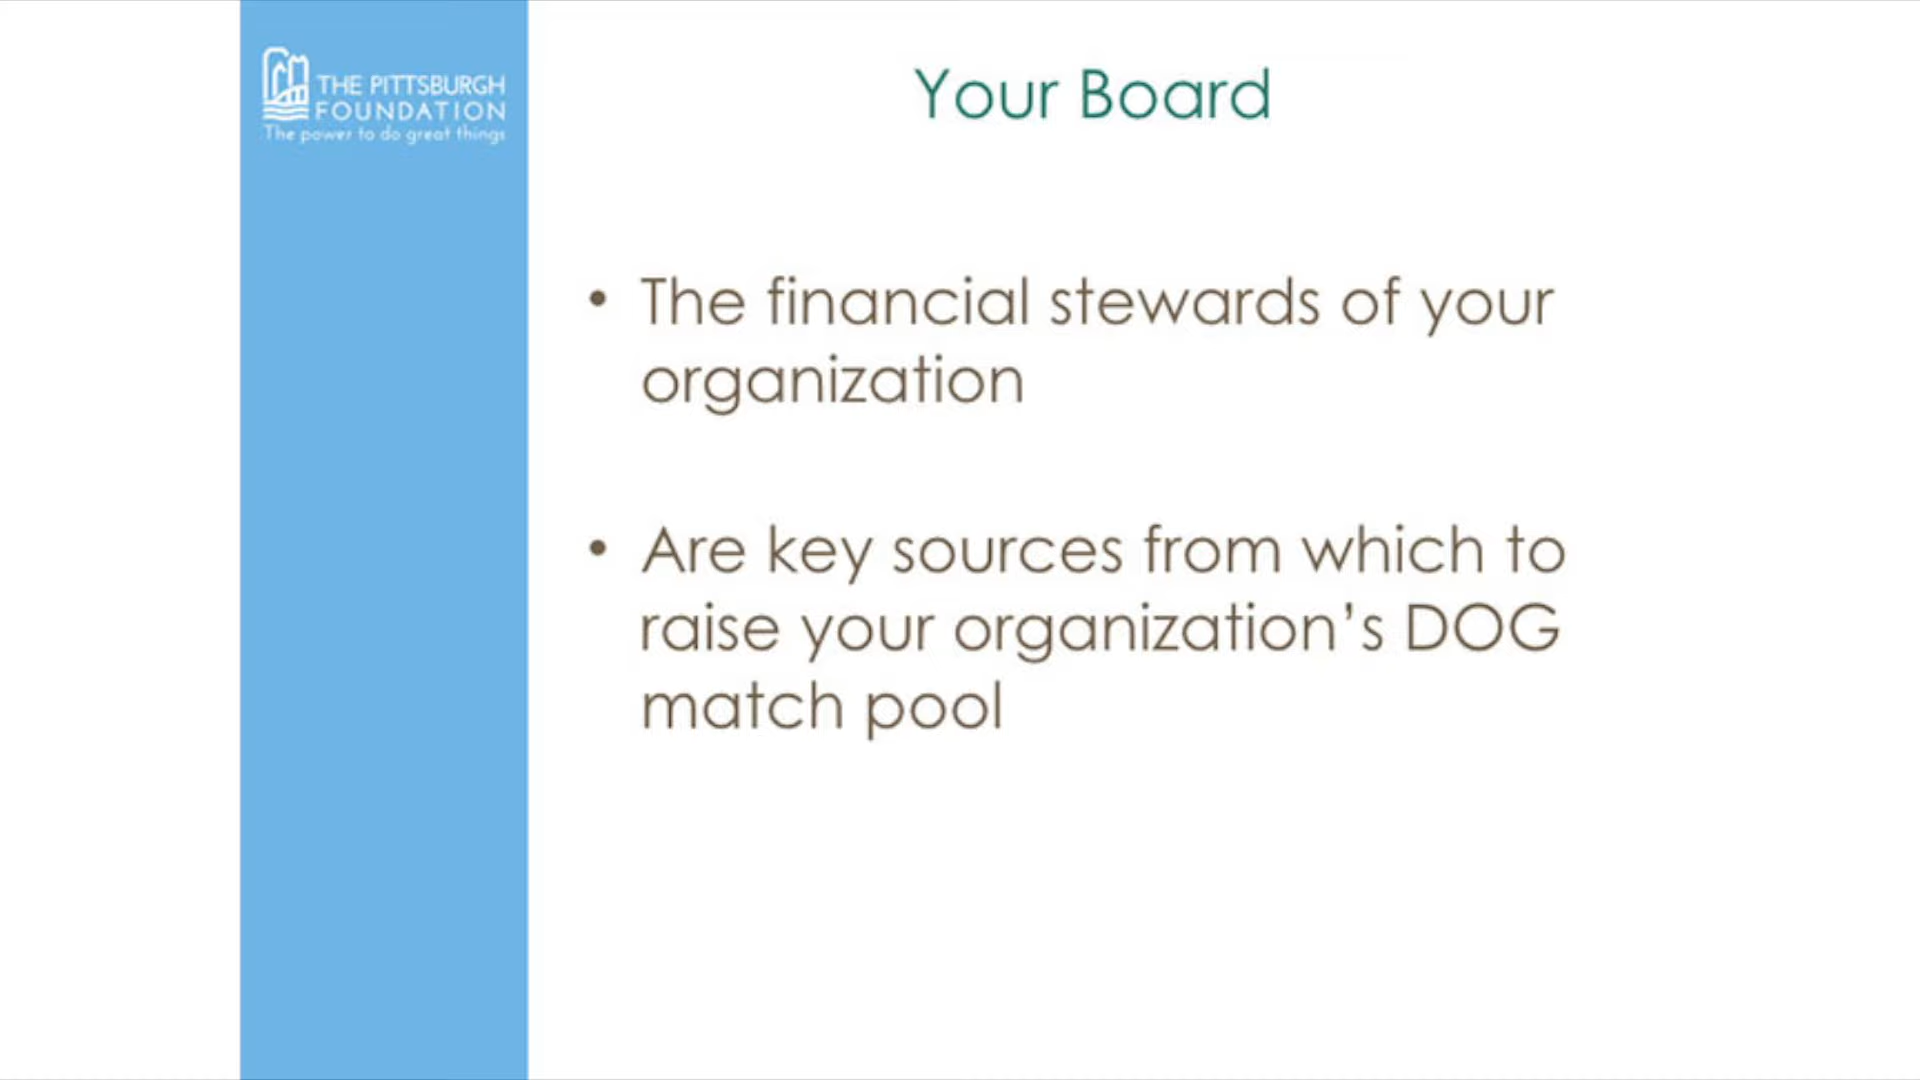 THE PITTSBURGH
FOUNDATION
The power to do great things
Your Board
• The financial stewards of your
organization
• Are key sources from which to
raise your organization’s DOG
match pool